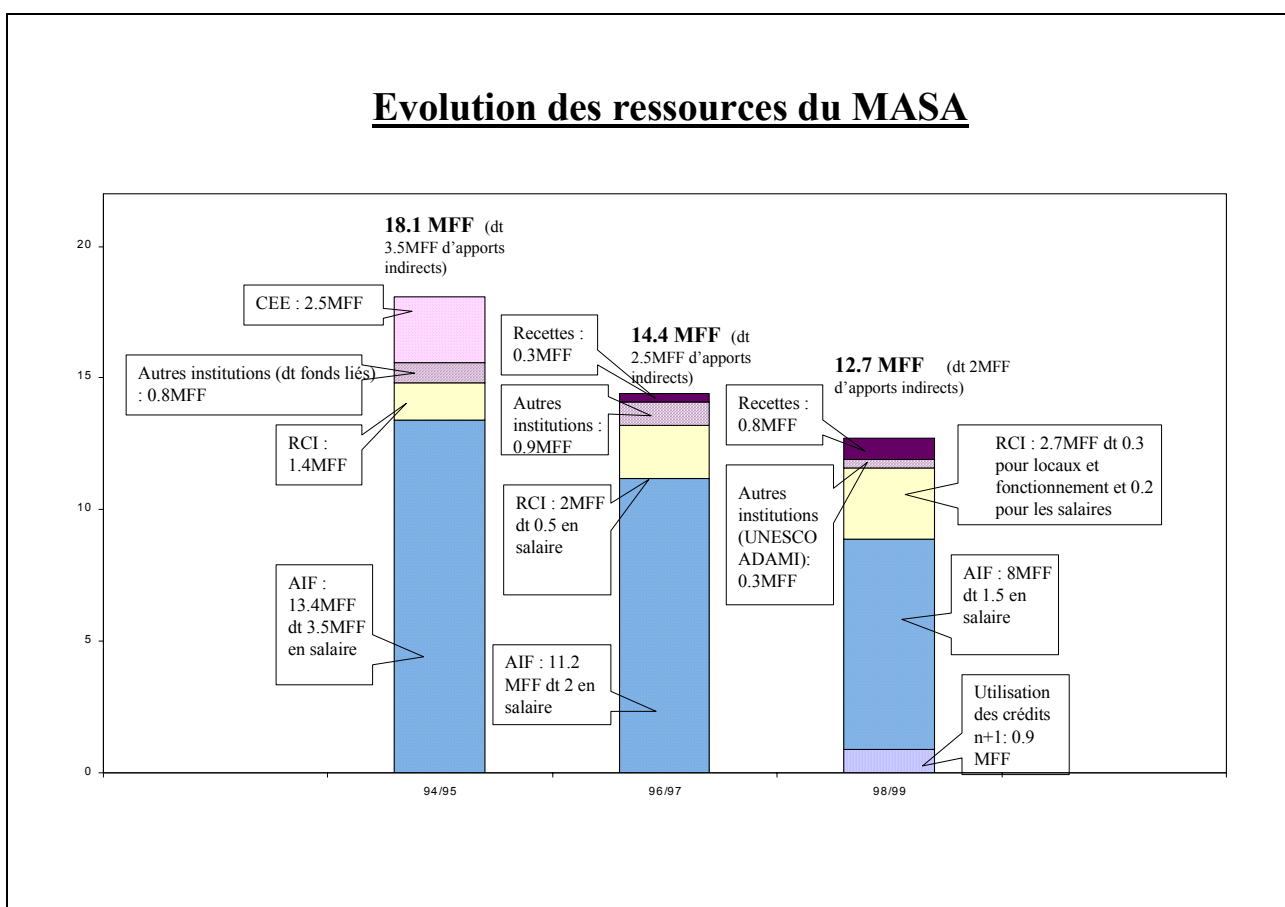 Evolution des ressources du MASA
18.1 MFF (dt
3.5MFF d'apports
indirects)
20
CEE : 2.5MFF
Recettes :
0.3MFF
14.4 MFF (dt
2.5MFF d'apports
indirects)
12.7 MFF (dt 2MFF
d'apports indirects)
15
Autres institutions (dt fonds liés)
: 0.8MFF
Autres
institutions :
0.9MFF
Recettes :
0.8MFF
RCI :
1.4MFF
RCI : 2.7MFF dt 0.3
pour locaux et
fonctionnement et 0.2
pour les salaires
10
RCI : 2MFF
dt 0.5 en
salaire
Autres
institutions
(UNESCO
ADAMI):
0.3MFF
AIF :
13.4MFF
dt 3.5MFF
en salaire
AIF : 8MFF
dt 1.5 en
salaire
5
AIF : 11.2
MFF dt 2 en
salaire
Utilisation
des crédits
n+1: 0.9
MFF
0
94/95
96/97
98/99